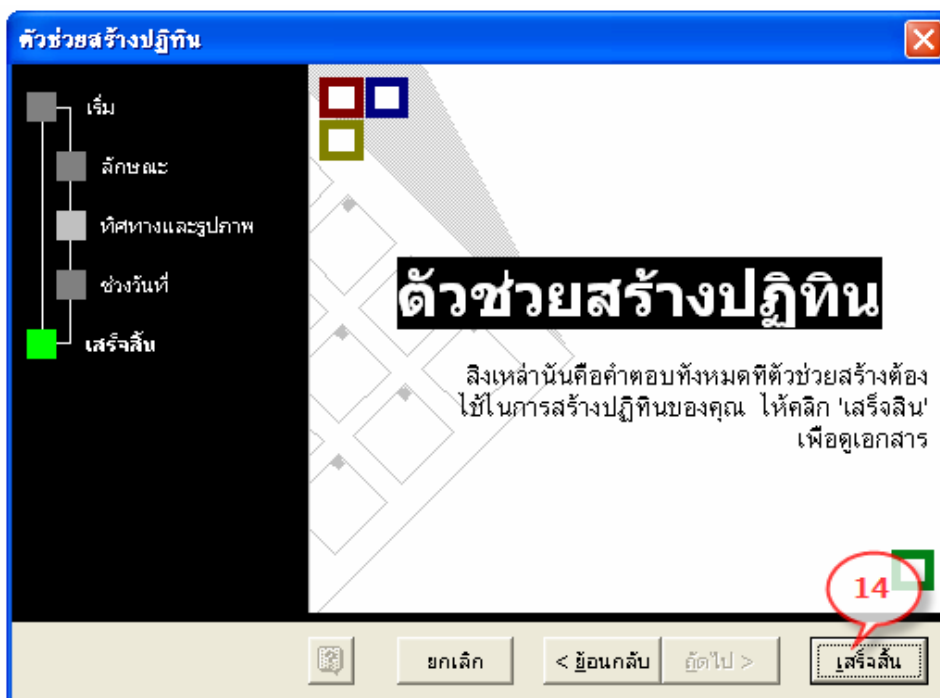 ตัวช่วยสร้างปฏิทิน
เริ่ม
ลักษณะ
ทิศทางและรูปภาพ
ช่วงวันที่
เสร็จสิ้น
ตัวช่วยสร้างปฏิทิน
สิ่งเหล่านั้นคือคำตอบทั้งหมดที่ตัวช่วยสร้างต้อง
ใช้ในการสร้างปฏิทินของคุณ ให้คลิก 'เสร็จสิ้น'
เพื่อดูเอกสาร
14
ยกเลิก
< ย้อนกลับ
ถัดไป >
เสร็จสิ้น